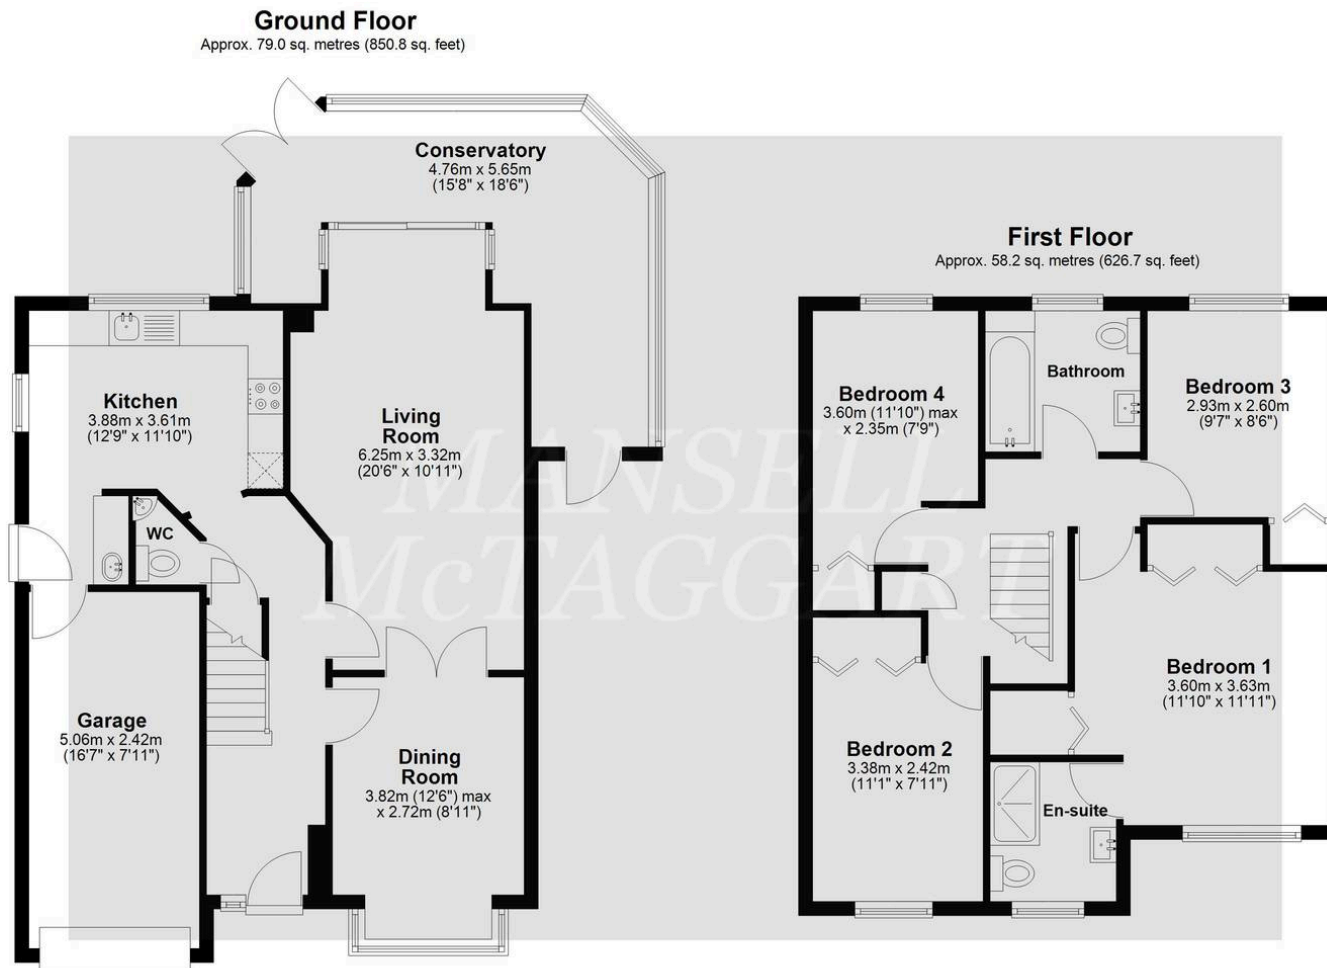 Ground Floor
Approx. 79.0 sq. metres (850.8 sq. feet)
Conservatory
4.76m x 5.65m
(15'8" x 18'6")
Kitchen
3.88m x 3.61m
(12'9" x 11'10")
Living
Room
6.25m x 3.32m
(20'6" x 10'11")
WC
Garage
5.06m x 2.42m
(16'7" x 7'11")
Dining
Room
3.82m (12'6") max
x 2.72m (8'11")
First Floor
Approx. 58.2 sq. metres (626.7 sq. feet)
Bedroom 4
3.60m (11'10") max
x 2.35m (7'9")
Bathroom
Bedroom 3
2.93m x 2.60m
(9'7" x 8'6")
Bedroom 1
3.60m x 3.63m
(11'10" x 11'11")
Bedroom 2
3.38m x 2.42m
(11'1" x 7'11")
En-suite
MANSELL
McTAGGART